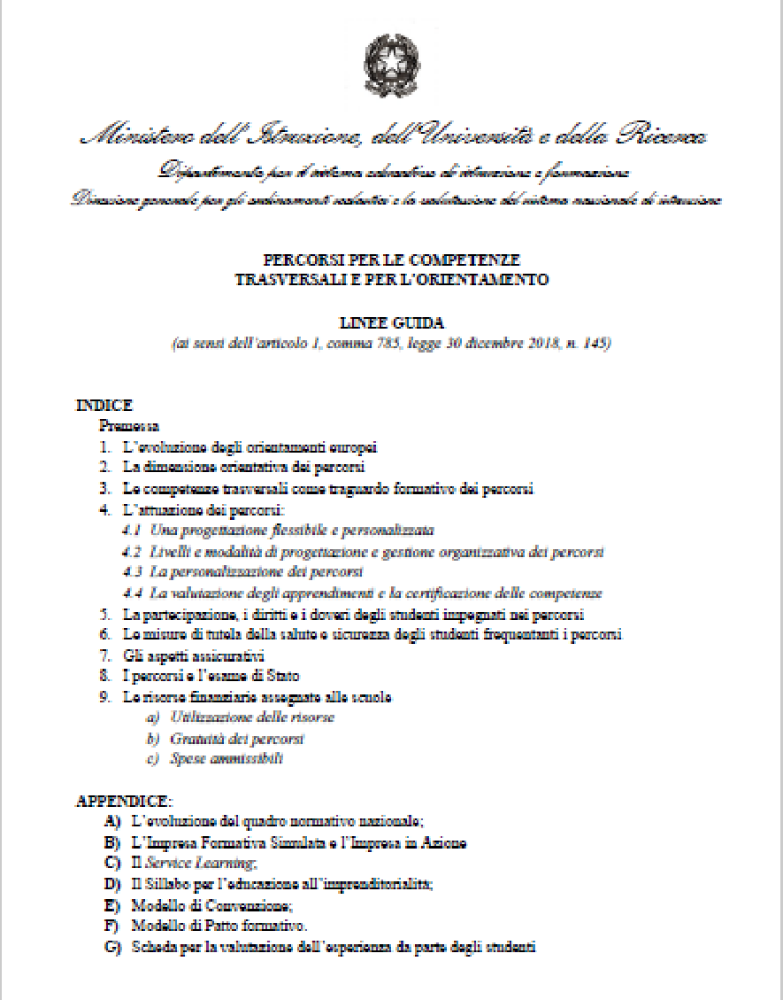 Ministero dell'Istruzione, dell'Università e della Ricerca
Dipartimento per il sistema educativo di istruzione e formazione
Direzione generale per gli ordinamenti scolastici e la valutazione del sistema nazionale di istruzione
PERCORSI PER LE COMPETENZE
TRASVERSALI E PER L'ORIENTAMENTO
LINEE GUIDA
(ai sensi dell'articolo 1, comma 785, legge 30 dicembre 2018, n. 145)
INDICE
Premessa
1. L'evoluzione degli orientamenti europei
2. La dimensione orientativa dei percorsi
3. Le competenze trasversali come traguardo formativo dei percorsi
4. L'attuazione dei percorsi:
4.1 Una progettazione flessibile e personalizzata
4.2 Livelli e modalità di progettazione e gestione organizzativa dei percorsi
4.3 La personalizzazione dei percorsi
4.4 La valutazione degli apprendimenti e la certificazione delle competenze
5. La partecipazione, i diritti e i doveri degli studenti impegnati nei percorsi
6. Le misure di tutela della salute e sicurezza degli studenti frequentanti i percorsi
7. Gli aspetti assicurativi
8. I percorsi e l'esame di Stato
9. Le risorse finanziarie assegnate alle scuole
a) Utilizzazione delle risorse
b) Gratuità dei percorsi
c) Spese ammissibili
APPENDICE:
A) L'evoluzione del quadro normativo nazionale;
B) L'Impresa Formativa Simulata e l'Impresa in Azione
C) Il Service Learning;
D) Il Sillabo per l'educazione all'imprenditorialità;
E) Modello di Convenzione;
F) Modello di Patto formativo.
G) Scheda per la valutazione dell'esperienza da parte degli studenti